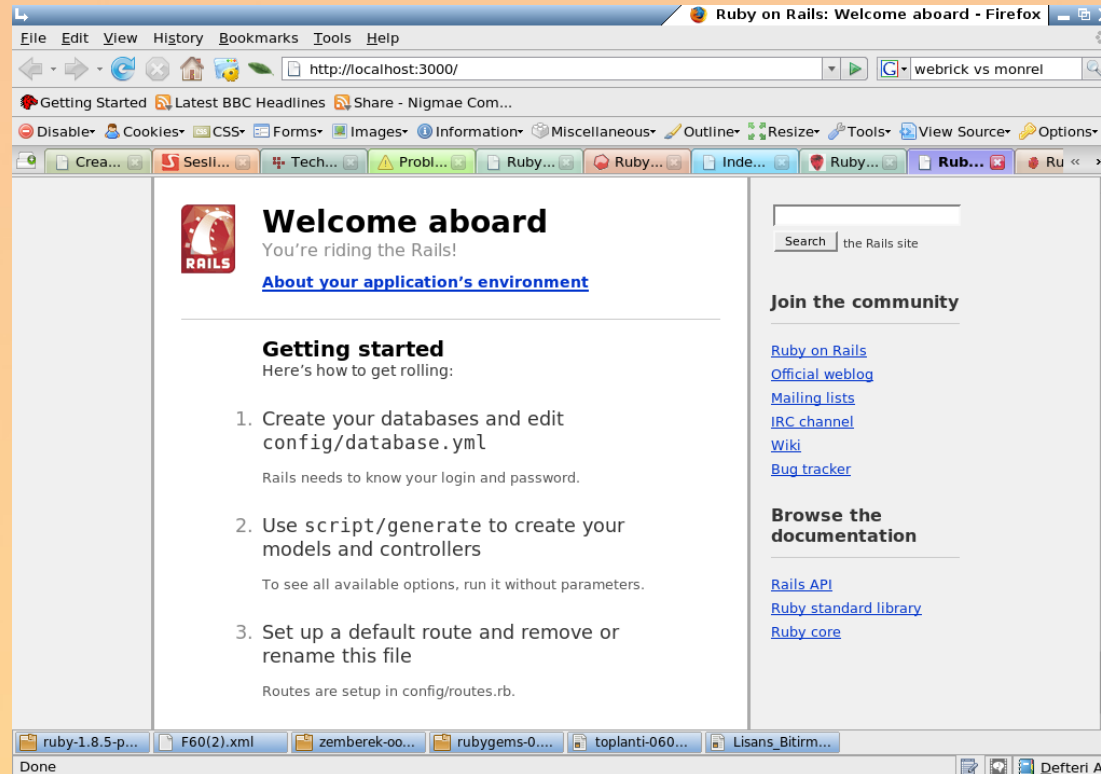 Ruby on Rails: Welcome aboard - Firefox
File Edit View History Bookmarks Tools Help
http://localhost:3000/
G webrick vs monrel
Getting Started Latest BBC Headlines Share - Nigmae Com...
Disable Cookies CSS Forms Images Information Miscellaneous Outline Resize Tools View Source Options
Crea... Sesli... Tech... Probl... Ruby... Ruby... Inde... Ruby... Rub... Ru
RAILS
Welcome aboard
You're riding the Rails!
About your application's environment
Getting started
Here's how to get rolling:
1. Create your databases and edit
config/database.yml
Rails needs to know your login and password.
2. Use script/generate to create your
models and controllers
To see all available options, run it without parameters.
3. Set up a default route and remove or
rename this file
Routes are setup in config/routes.rb.
Search the Rails site
Join the community
Ruby on Rails
Official weblog
Mailing lists
IRC channel
Wiki
Bug tracker
Browse the
documentation
Rails API
Ruby standard library
Ruby core
ruby-1.8.5-p... F60(2).xml zemberek-oo... rubygems-0.... toplanti-060... Lisans_Bitirm...
Done
Defteri A